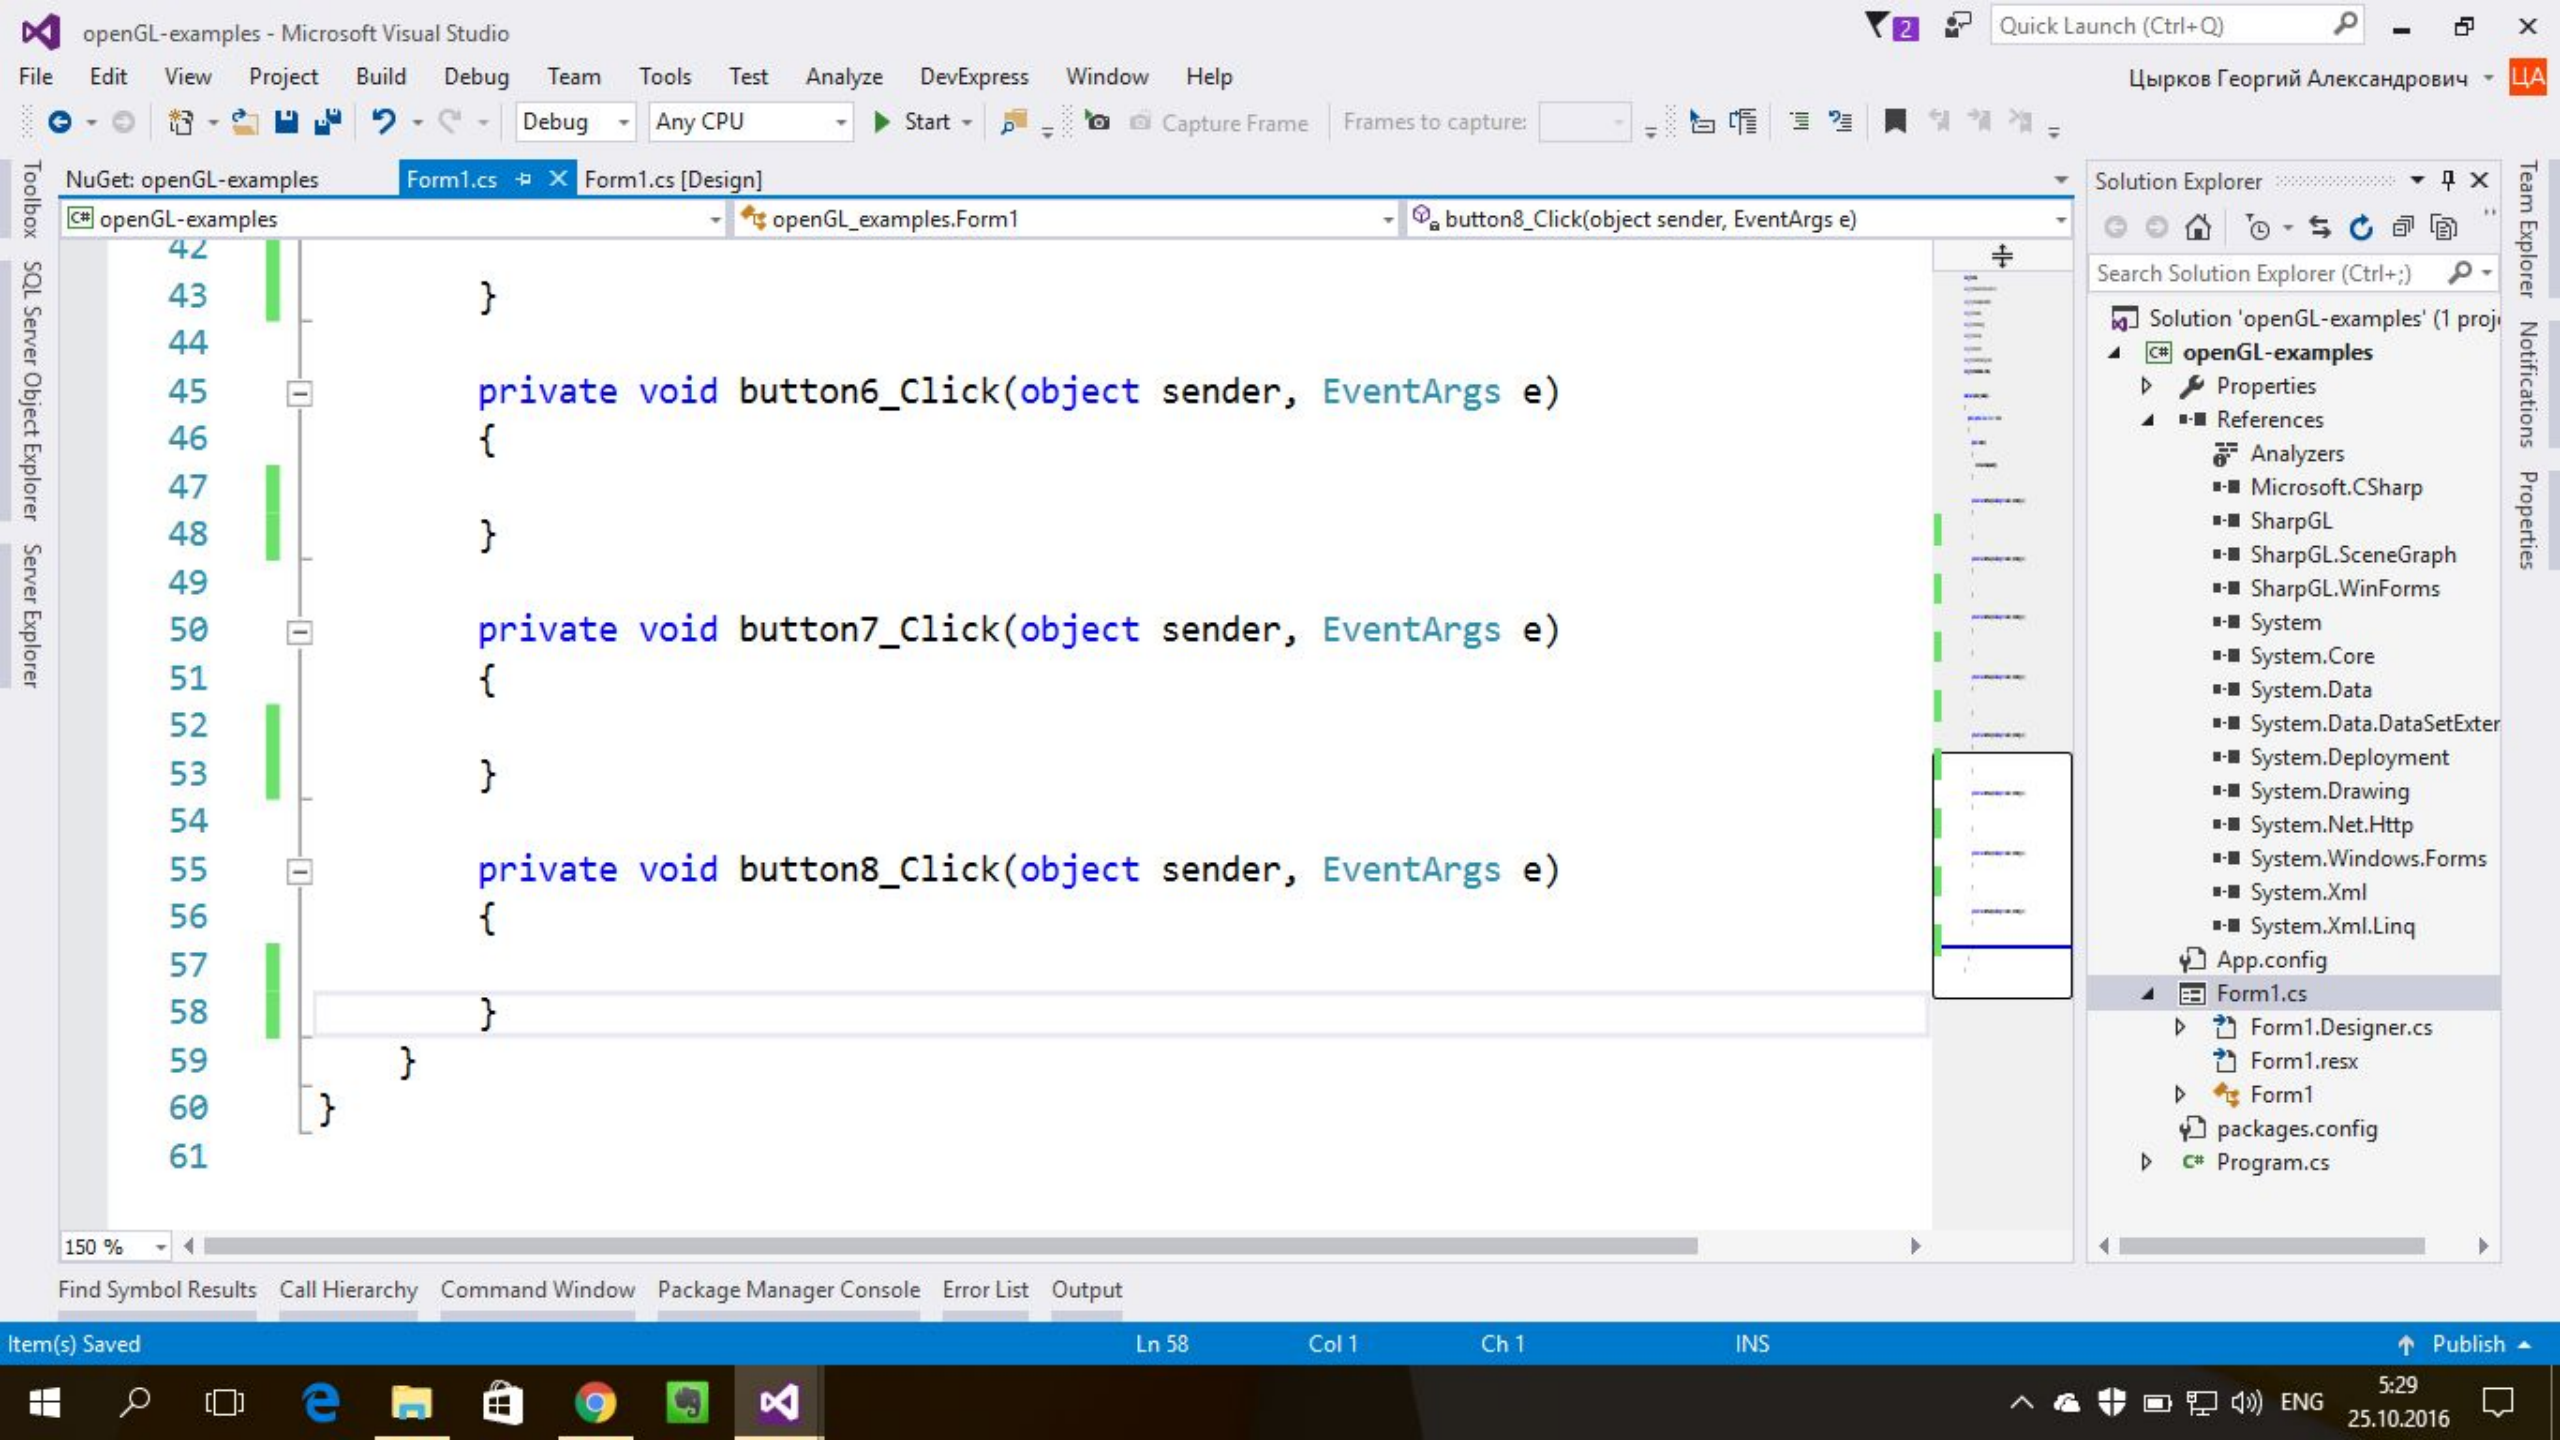 openGL-examples - Microsoft Visual Studio
2
Quick Launch (Ctrl+Q)
File Edit View Project Build Debug Team Tools Test Analyze DevExpress Window Help
Цырков Георгий Александрович
ЦА
Debug Any CPU Start Capture Frame Frames to capture:
Toolbox
SQL Server Object Explorer
Server Explorer
NuGet: openGL-examples Form1.cs Form1.cs [Design]
C# openGL-examples openGL_examples.Form1 button8_Click(object sender, EventArgs e)
42
43 }
44
45 private void button6_Click(object sender, EventArgs e)
46 {
47
48 }
49
50 private void button7_Click(object sender, EventArgs e)
51 {
52
53 }
54
55 private void button8_Click(object sender, EventArgs e)
56 {
57
58 }
59 }
60 }
61
150 %
Solution Explorer
Search Solution Explorer (Ctrl+;)
Solution 'openGL-examples' (1 proj
C# openGL-examples
Properties
References
Analyzers
Microsoft.CSharp
SharpGL
SharpGL.SceneGraph
SharpGL.WinForms
System
System.Core
System.Data
System.Data.DataSetExter
System.Deployment
System.Drawing
System.Net.Http
System.Windows.Forms
System.Xml
System.Xml.Linq
App.config
Form1.cs
Form1.Designer.cs
Form1.resx
Form1
packages.config
C# Program.cs
Team Explorer
Notifications
Properties
Find Symbol Results Call Hierarchy Command Window Package Manager Console Error List Output
Item(s) Saved Ln 58 Col 1 Ch 1 INS Publish
ENG
5:29
25.10.2016